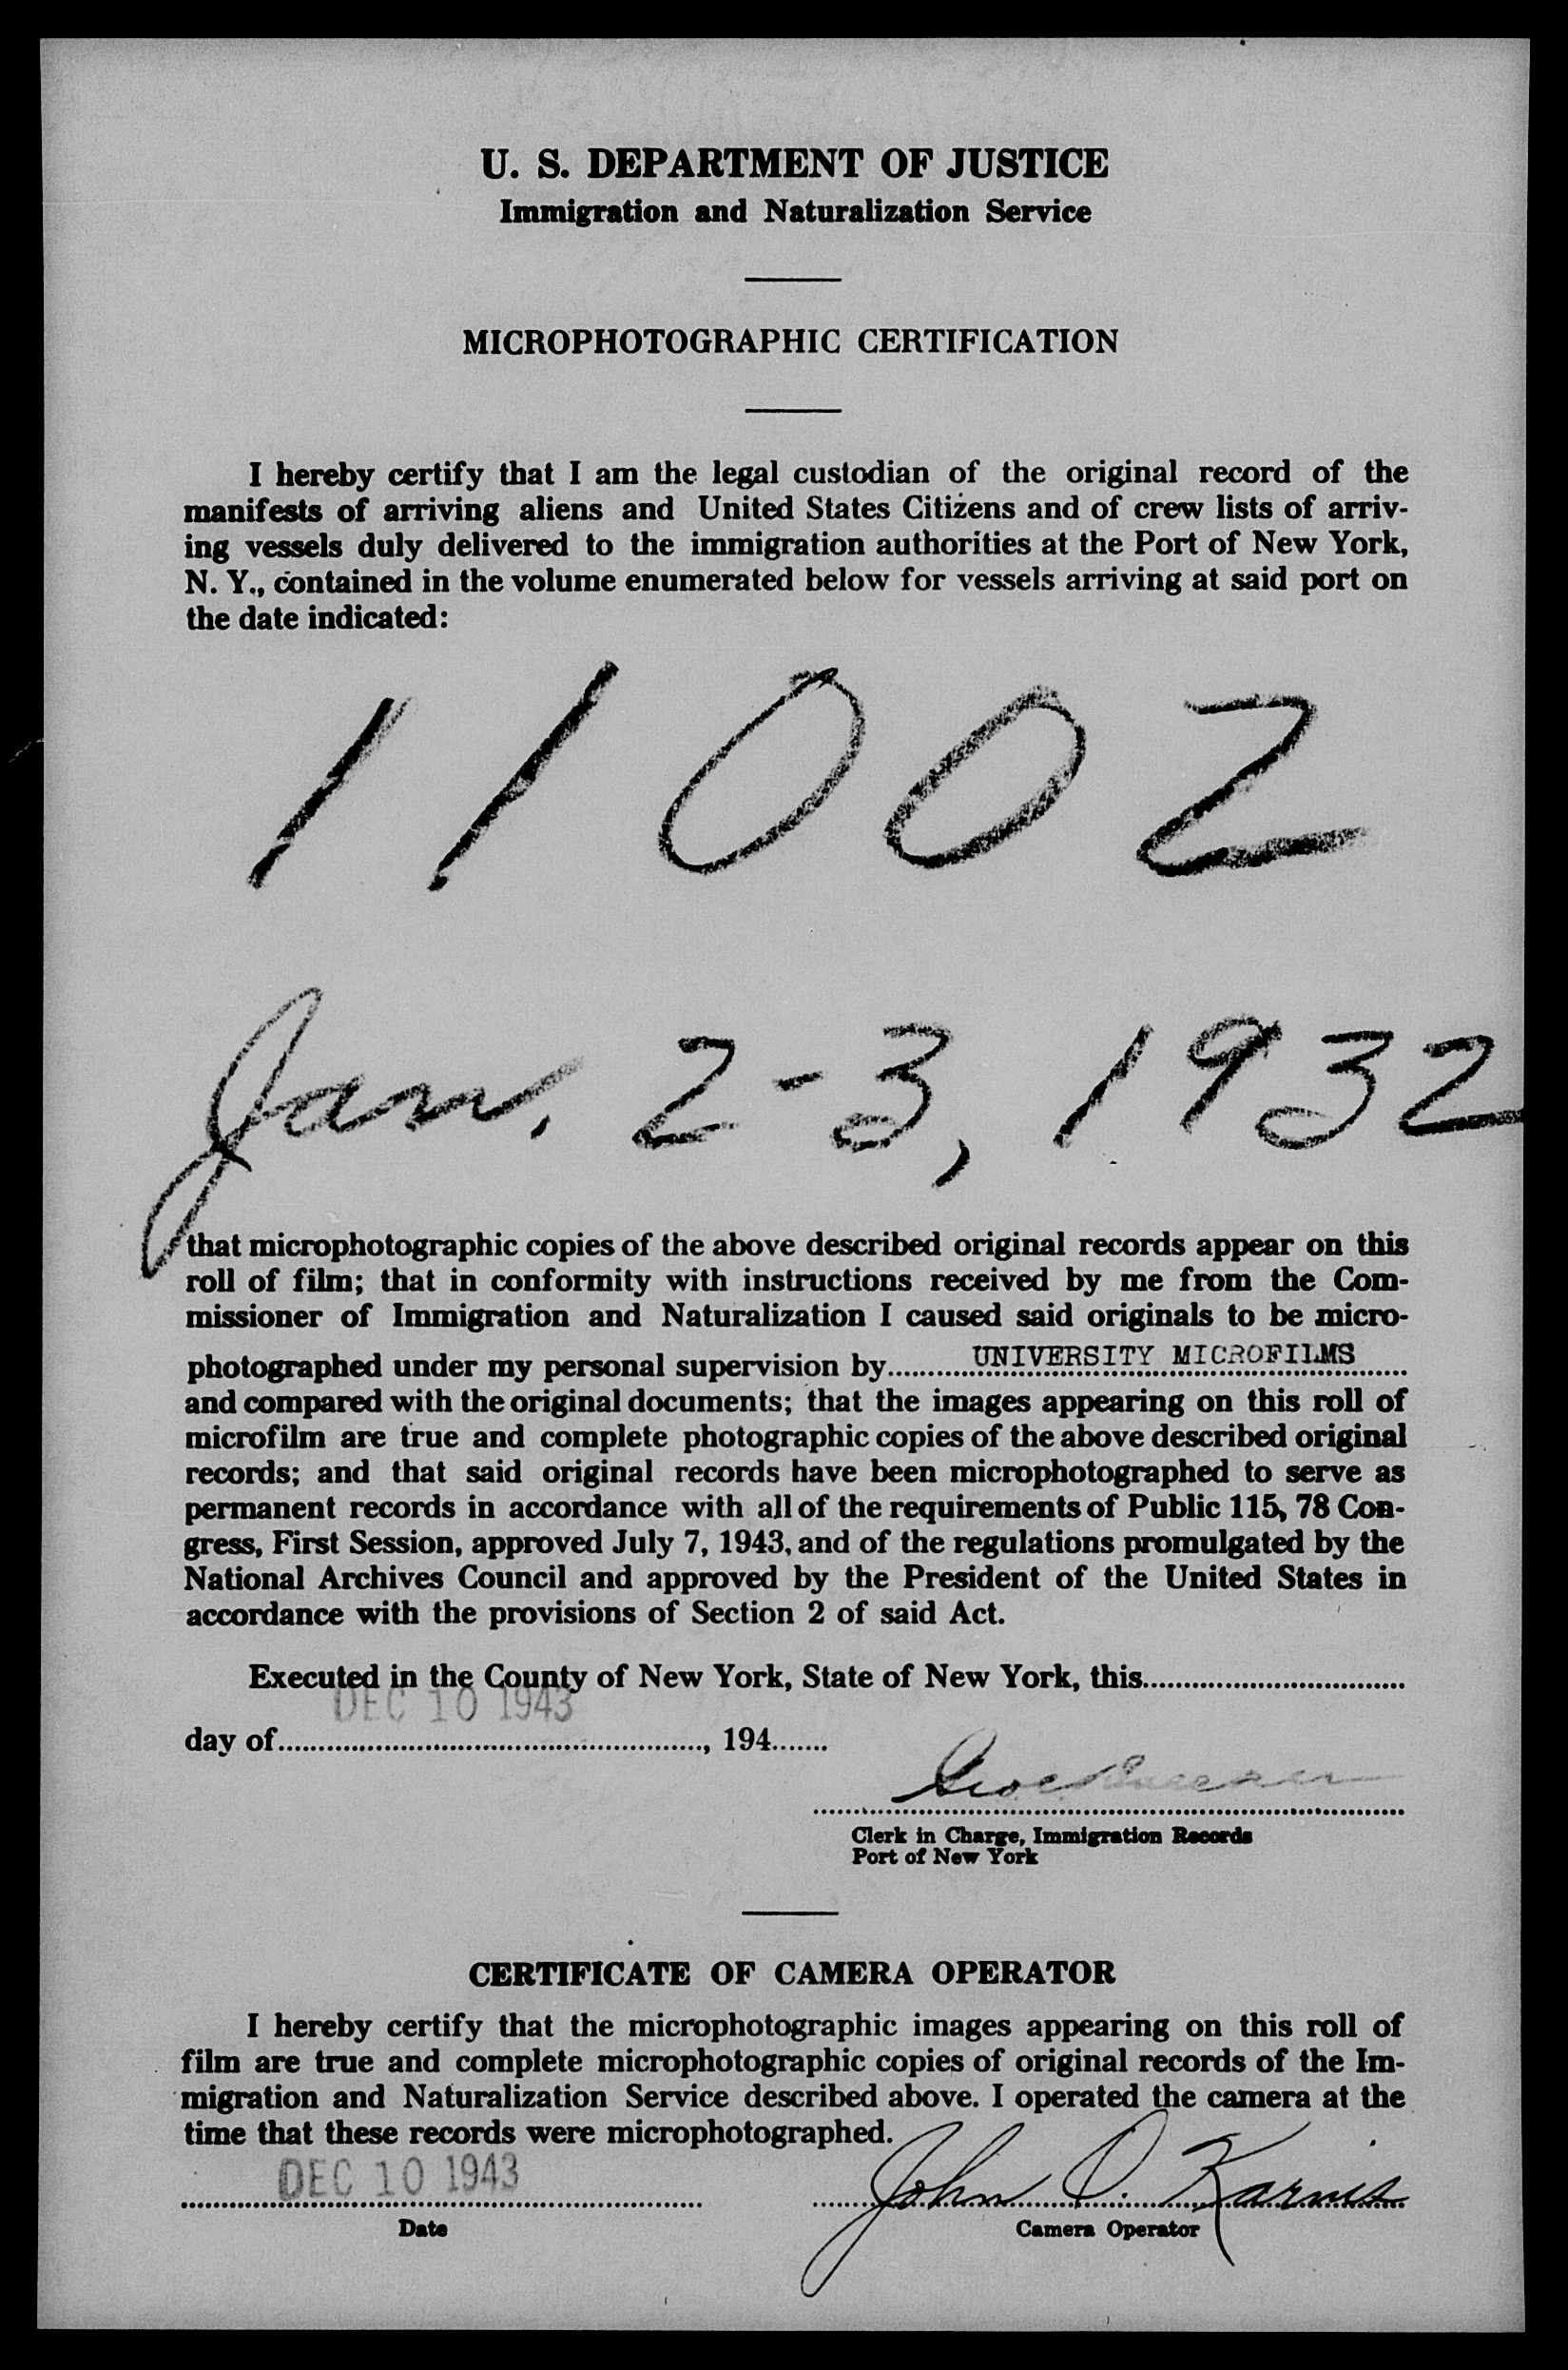 U. S. DEPARTMENT OF JUSTICE
Immigration and Naturalization Service
MICROPHOTOGRAPHIC CERTIFICATION
I hereby certify that I am the legal custodian of the original record of the
manifests of arriving aliens and United States Citizens and of crew lists of arriv-
ing vessels duly delivered to the immigration authorities at the Port of New York,
N. Y., contained in the volume enumerated below for vessels arriving at said port on
the date indicated:
11002
Jan. 2-3, 1932
that microphotographic copies of the above described original records appear on this
roll of film; that in conformity with instructions received by me from the Com-
missioner of Immigration and Naturalization I caused said originals to be micro-
photographed under my personal supervision by UNIVERSITY MICROFILMS
and compared with the original documents; that the images appearing on this roll of
microfilm are true and complete photographic copies of the above described original
records; and that said original records have been microphotographed to serve as
permanent records in accordance with all of the requirements of Public 115, 78 Con-
gress, First Session, approved July 7, 1943, and of the regulations promulgated by the
National Archives Council and approved by the President of the United States in
accordance with the provisions of Section 2 of said Act.
Executed in the County of New York, State of New York, this
DEC 10 1943
day of, 194
Clerk in Charge, Immigration Records
Port of New York
CERTIFICATE OF CAMERA OPERATOR
I hereby certify that the microphotographic images appearing on this roll of
film are true and complete microphotographic copies of original records of the Im-
migration and Naturalization Service described above. I operated the camera at the
time that these records were microphotographed.
DEC 10 1943 John
Date
Camera Operator